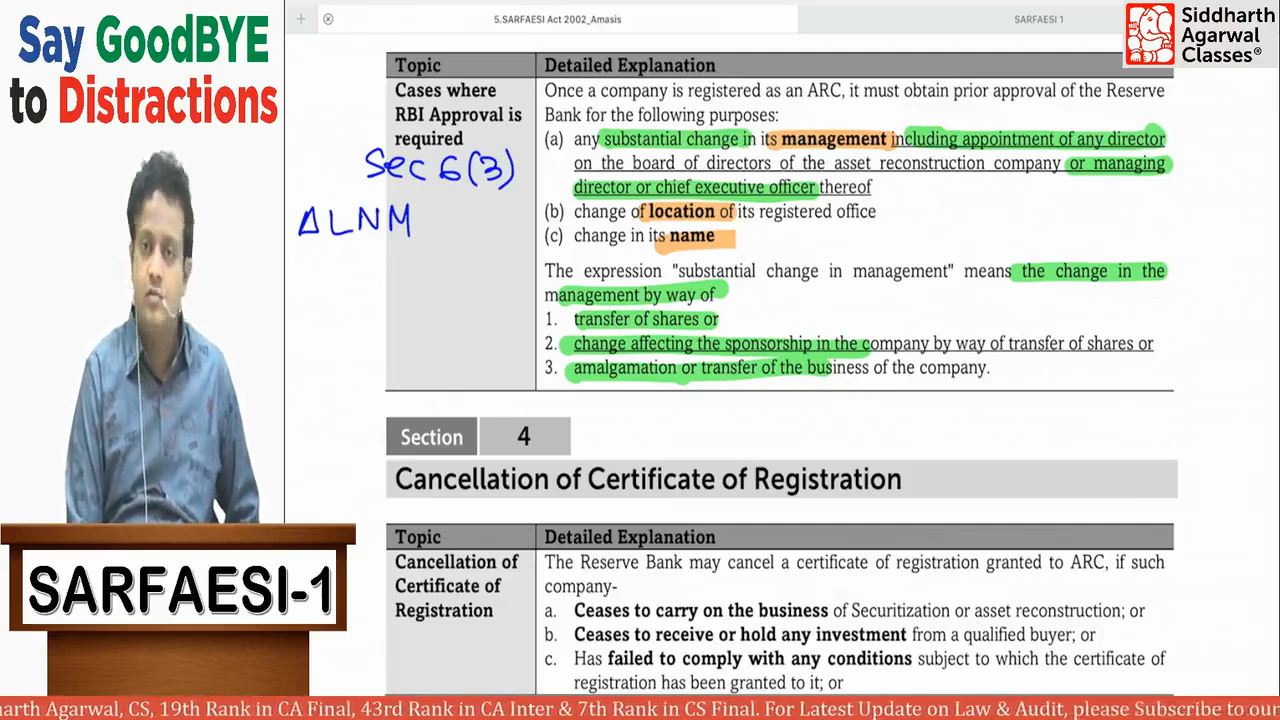 5.SARFAESI Act 2002_Amasis
SARFAESI 1
Siddharth
Agarwal
Classes®
Say GoodBYE
to Distractions
Topic
Detailed Explanation
Cases where
RBI Approval is
required
Sec 6(3)
Δ LNM
Once a company is registered as an ARC, it must obtain prior approval of the Reserve
Bank for the following purposes:
(a) any substantial change in its management including appointment of any director
on the board of directors of the asset reconstruction company or managing
director or chief executive officer thereof
(b) change of location of its registered office
(c) change in its name
The expression "substantial change in management" means the change in the
management by way of
1. transfer of shares or
2. change affecting the sponsorship in the company by way of transfer of shares or
3. amalgamation or transfer of the business of the company.
Section 4
Cancellation of Certificate of Registration
Topic
Detailed Explanation
Cancellation of
Certificate of
Registration
The Reserve Bank may cancel a certificate of registration granted to ARC, if such
company-
a. Ceases to carry on the business of Securitization or asset reconstruction; or
b. Ceases to receive or hold any investment from a qualified buyer; or
c. Has failed to comply with any conditions subject to which the certificate of
registration has been granted to it; or
SARFAESI-1
harth Agarwal, CS, 19th Rank in CA Final, 43rd Rank in CA Inter & 7th Rank in CS Final. For Latest Update on Law & Audit, please Subscribe to our